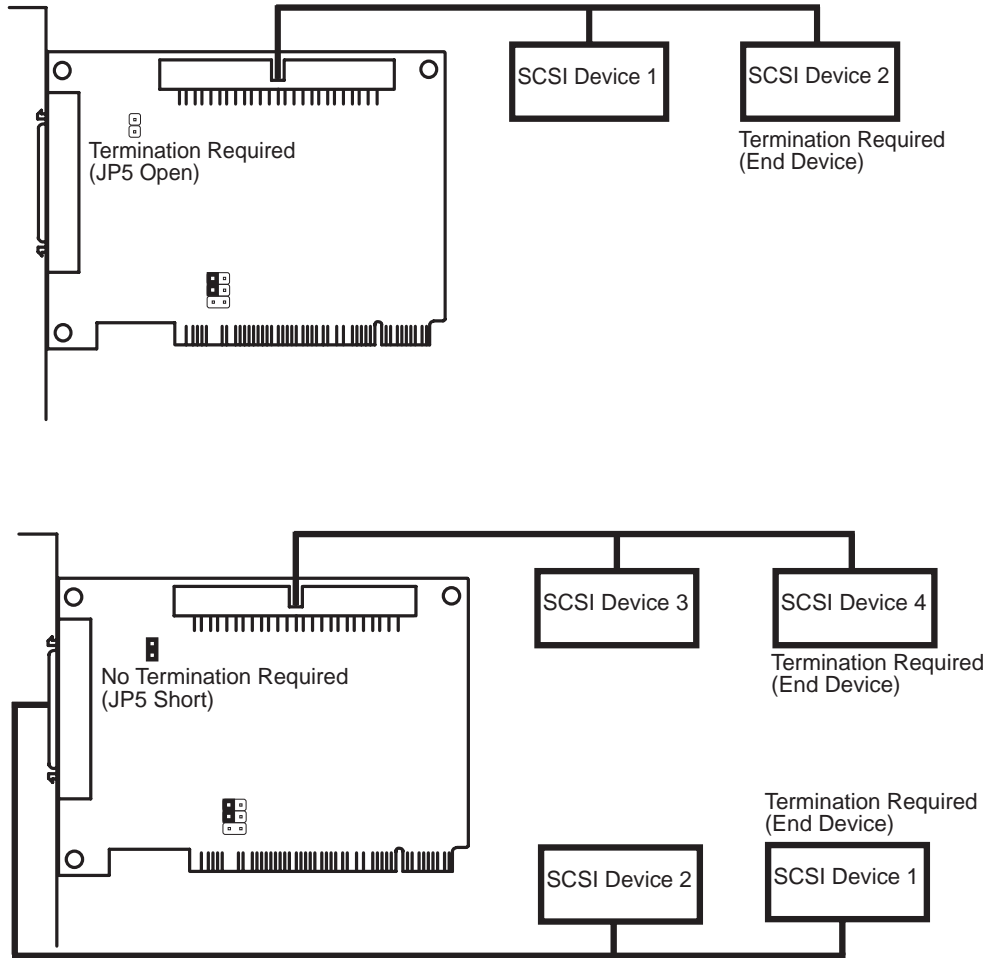 SCSI Device 1
SCSI Device 2
Termination Required
(End Device)
Termination Required
(JP5 Open)
SCSI Device 3
SCSI Device 4
Termination Required
(End Device)
No Termination Required
(JP5 Short)
Termination Required
(End Device)
SCSI Device 2
SCSI Device 1